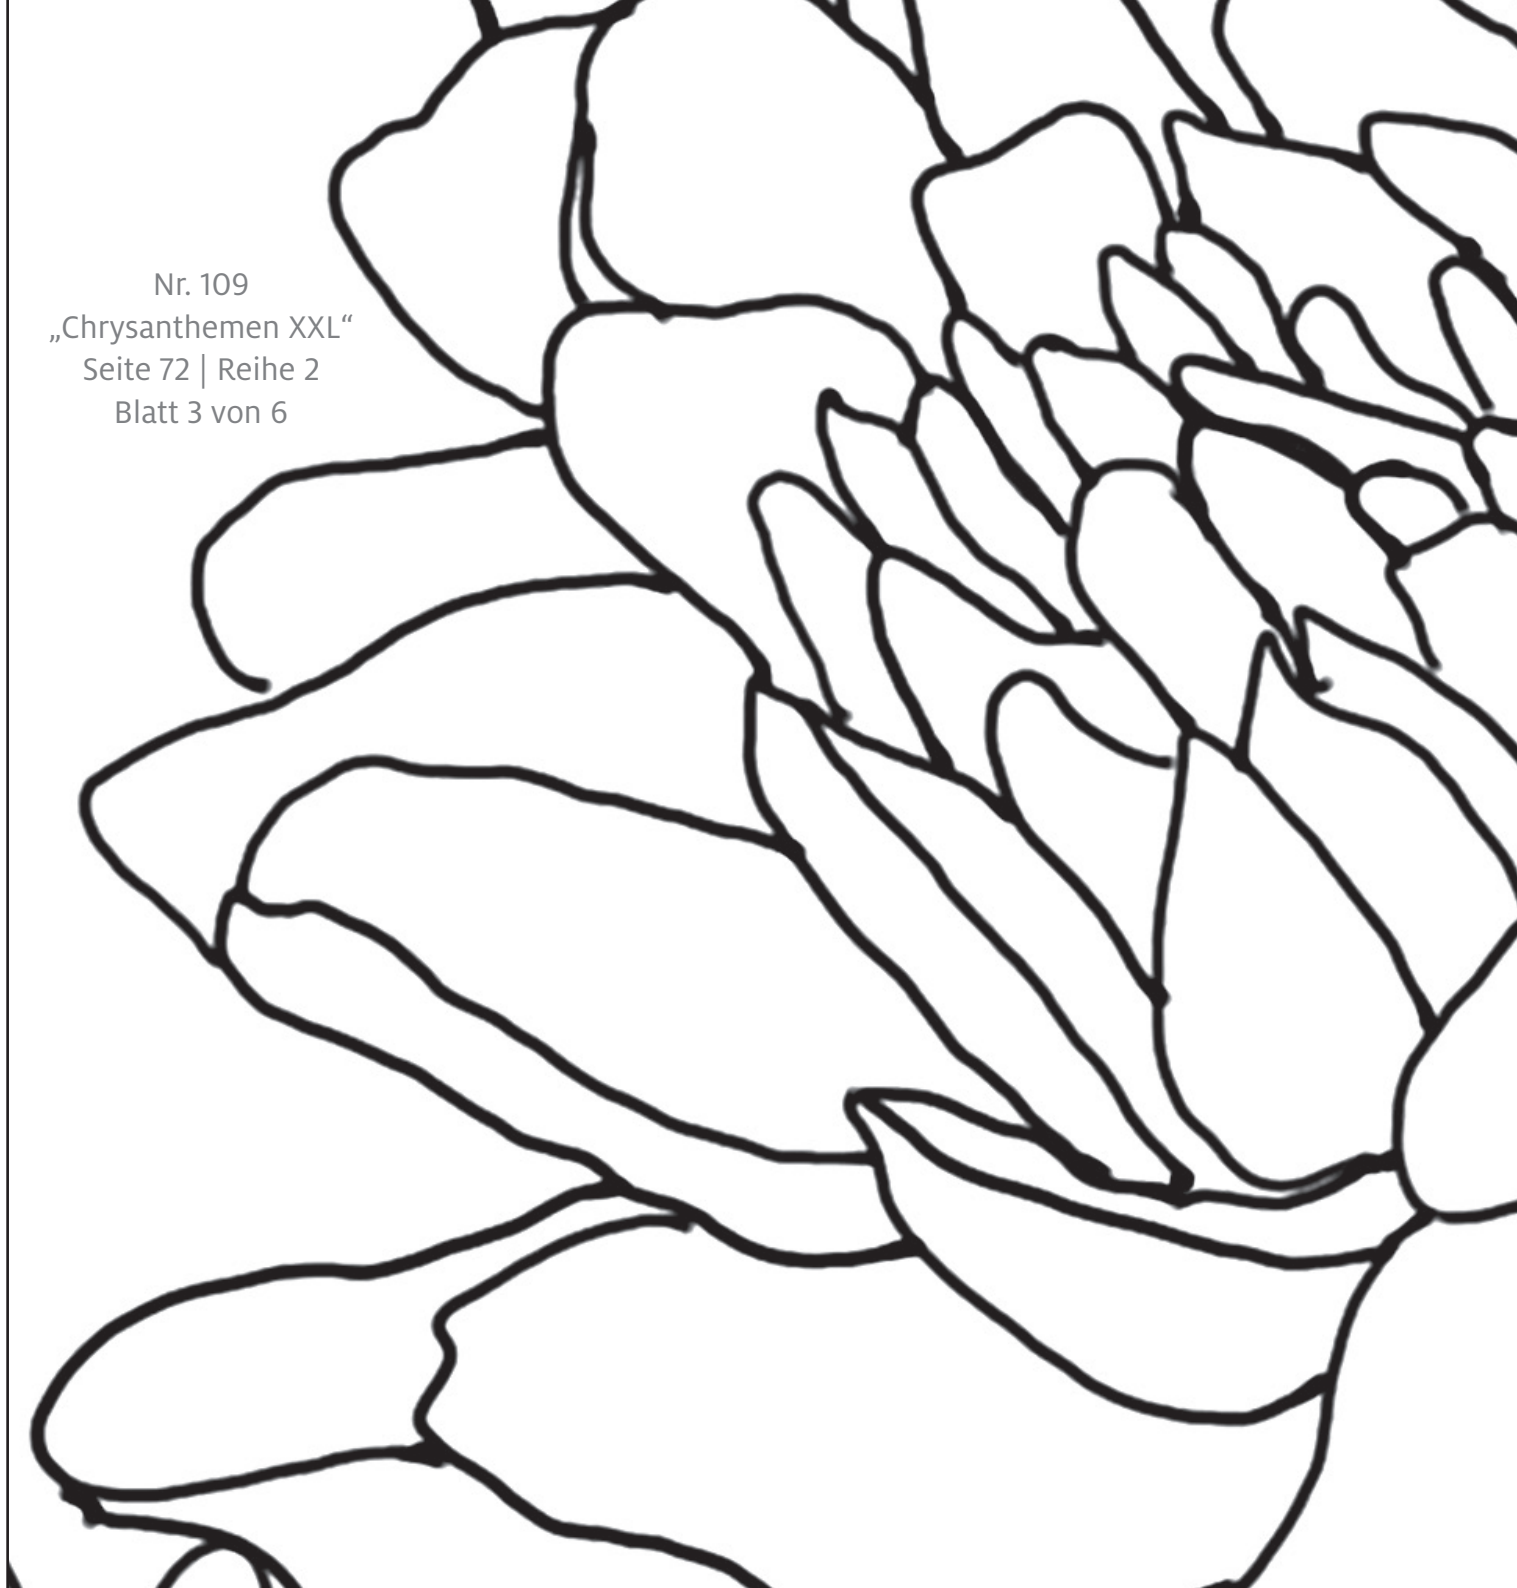 Nr. 109
„Chrysanthemen XXL“
Seite 72 | Reihe 2
Blatt 3 von 6